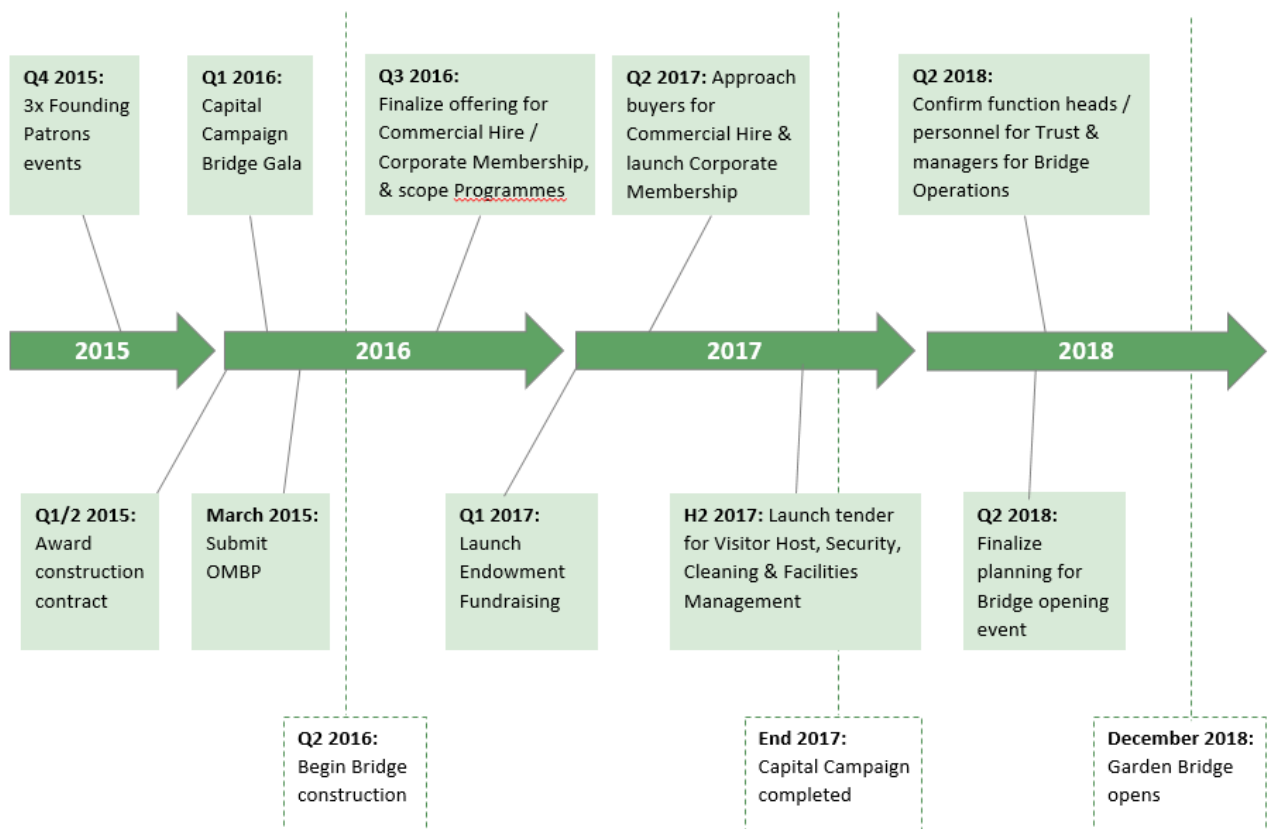 Q4 2015:
3x Founding
Patrons
events
Q1 2016:
Capital
Campaign
Bridge Gala
Q3 2016:
Finalize offering for
Commercial Hire /
Corporate Membership,
& scope Programmes
Q2 2017: Approach
buyers for
Commercial Hire &
launch Corporate
Membership
Q2 2018:
Confirm function heads /
personnel for Trust &
managers for Bridge
Operations
2015
2016
2017
2018
Q1/2 2015:
Award
construction
contract
March 2015:
Submit
OMBP
Q1 2017:
Launch
Endowment
Fundraising
H2 2017: Launch tender
for Visitor Host, Security,
Cleaning & Facilities
Management
Q2 2018:
Finalize
planning for
Bridge opening
event
Q2 2016:
Begin Bridge
construction
End 2017:
Capital Campaign
completed
December 2018:
Garden Bridge
opens